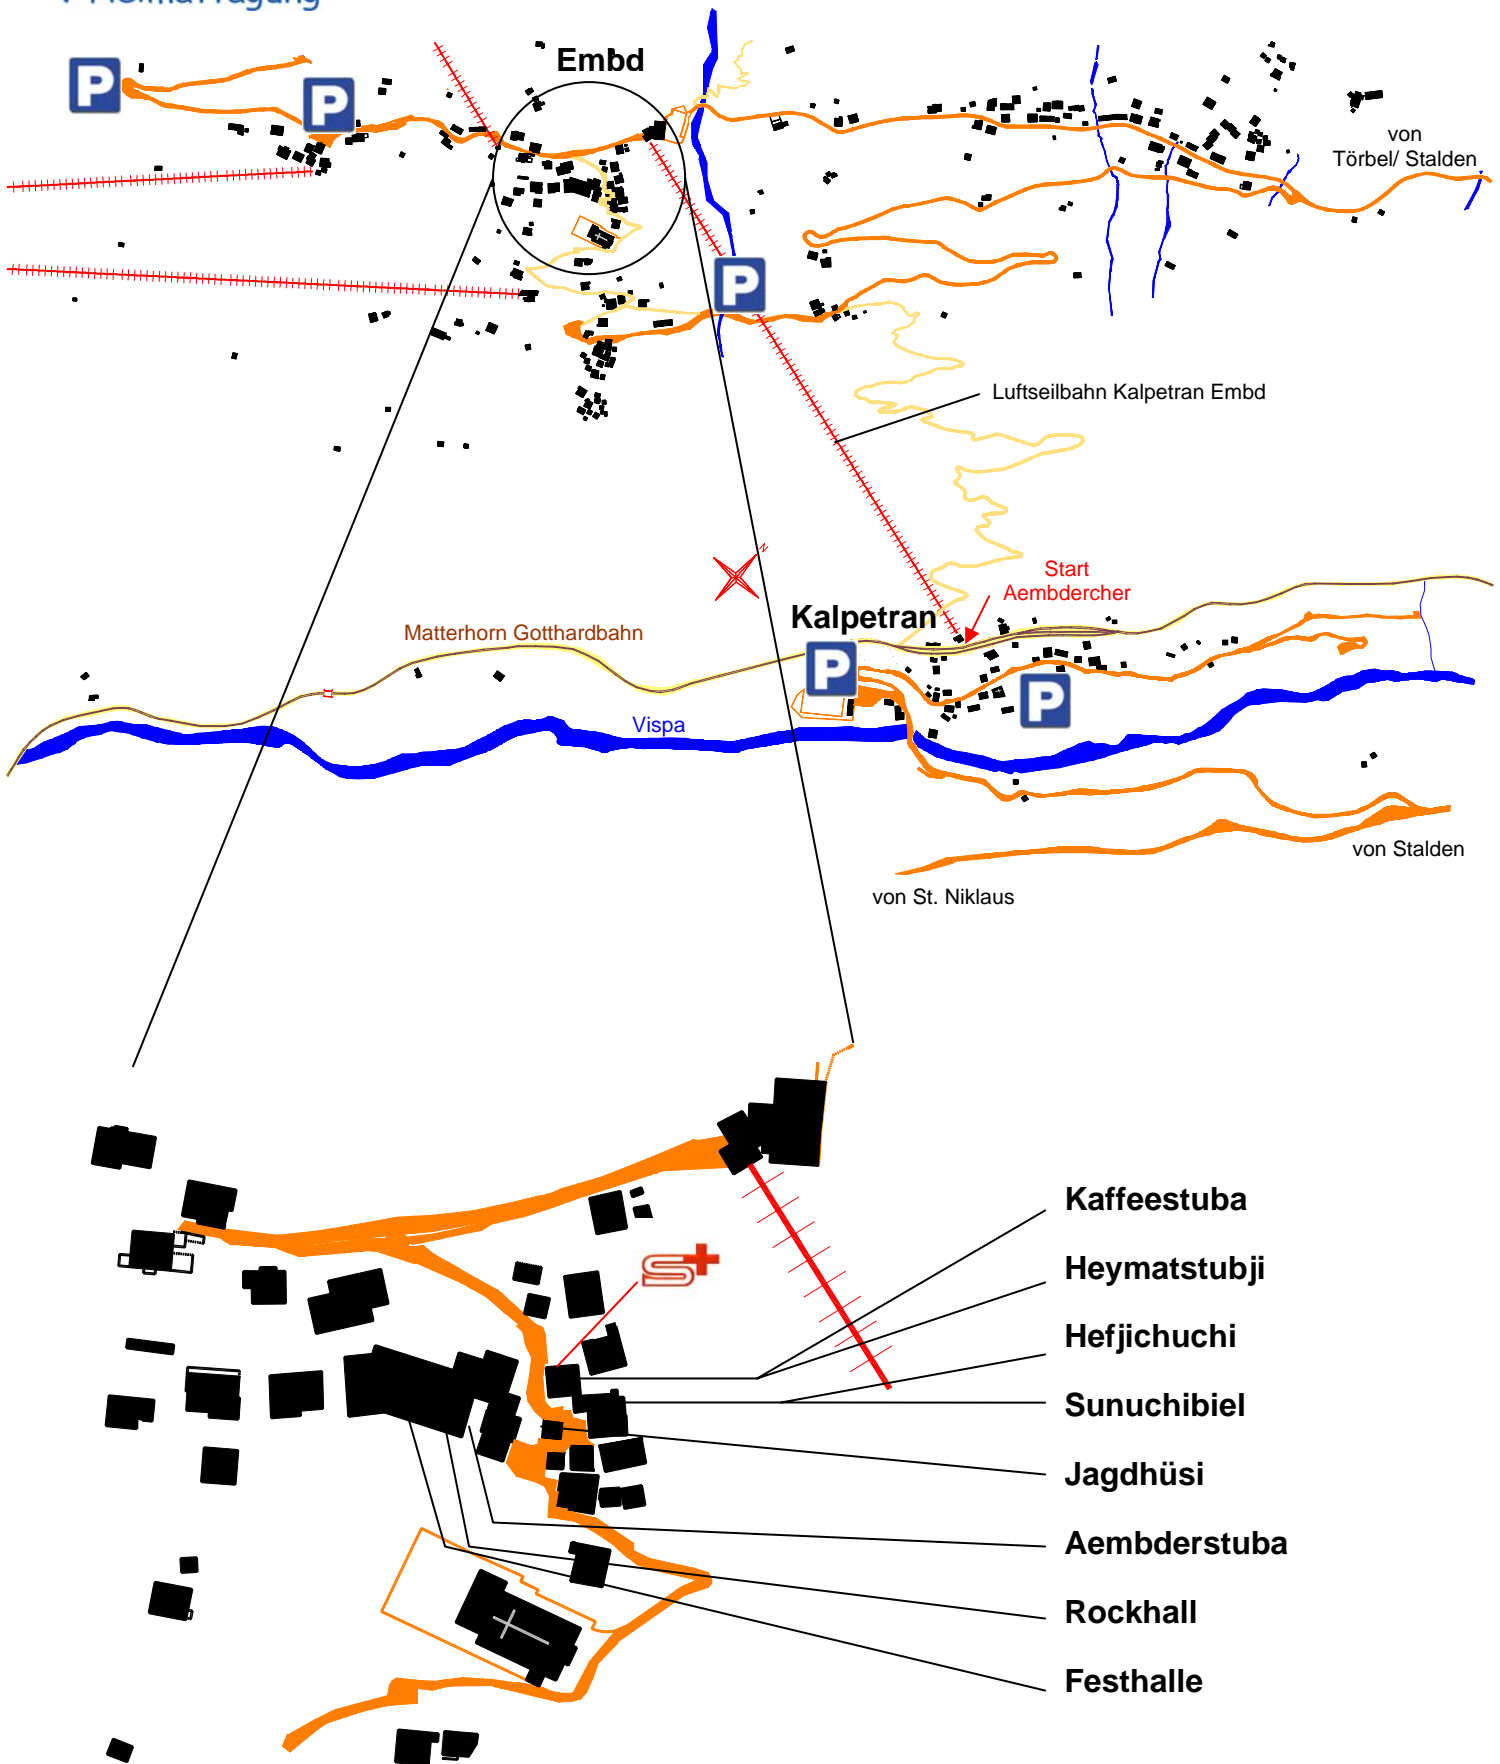 Embd
P
P
von
Törbel/ Stalden
P
Luftseilbahn Kalpetran Embd
N
Start
Aembdercher
Kalpetran
Matterhorn Gotthardbahn
P
P
Vispa
von Stalden
von St. Niklaus
Kaffeestuba
S+
Heymatstubji
Hefjichuchi
Sunuchibiel
Jagdhüsi
Aembderstuba
Rockhall
Festhalle